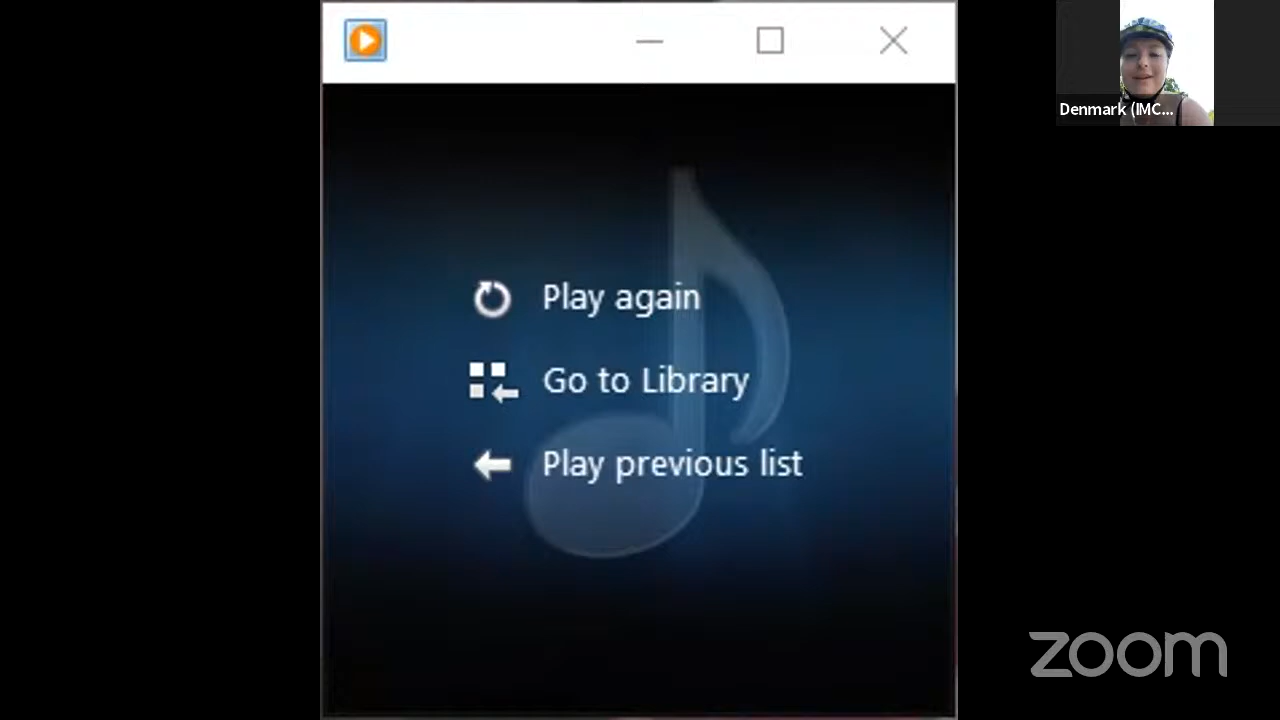 Denmark (IMC...
Play again
Go to Library
Play previous list
zoom